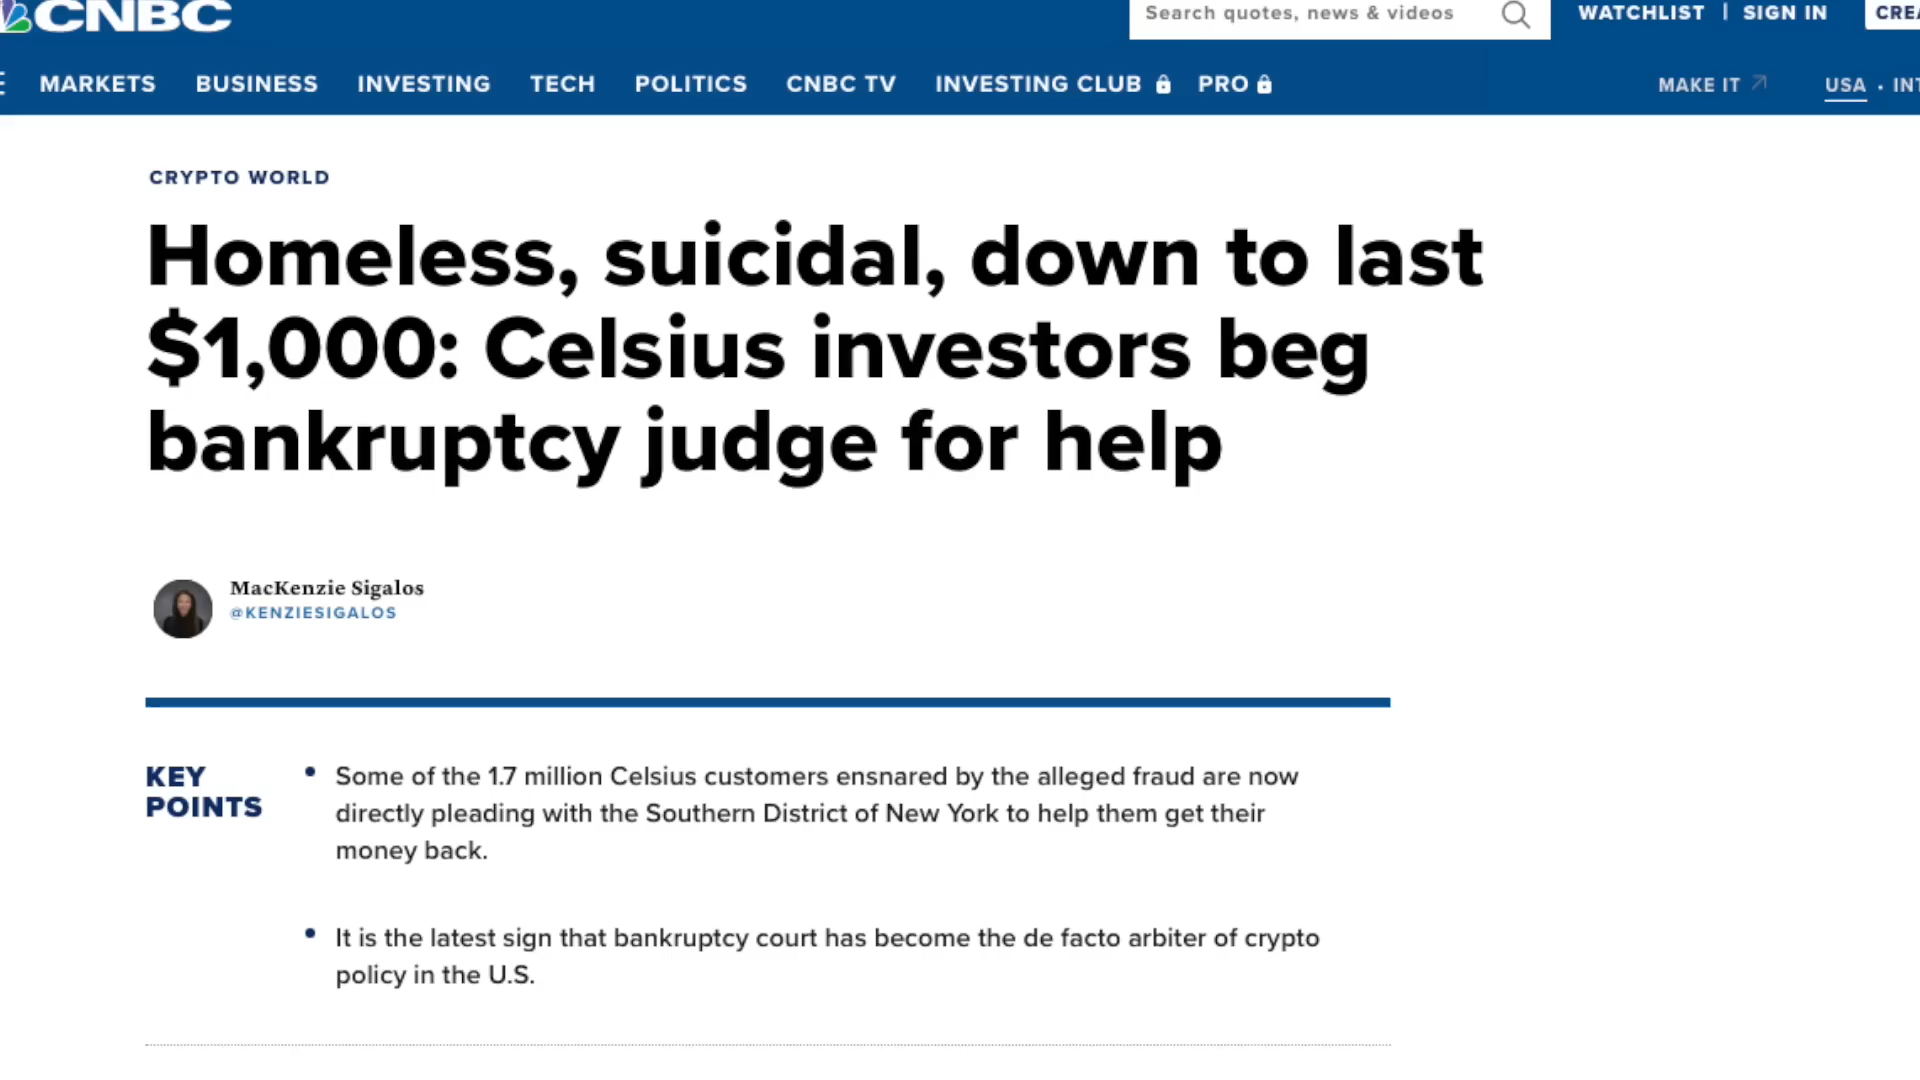 CNBC
Search quotes, news & videos
WATCHLIST | SIGN IN
MARKETS BUSINESS INVESTING TECH POLITICS CNBC TV INVESTING CLUB PRO MAKE IT USA •
CRYPTO WORLD
Homeless, suicidal, down to last
$1,000: Celsius investors beg
bankruptcy judge for help
MacKenzie Sigalos
@KENZIESIGALOS
KEY
POINTS
• Some of the 1.7 million Celsius customers ensnared by the alleged fraud are now
directly pleading with the Southern District of New York to help them get their
money back.
• It is the latest sign that bankruptcy court has become the de facto arbiter of crypto
policy in the U.S.